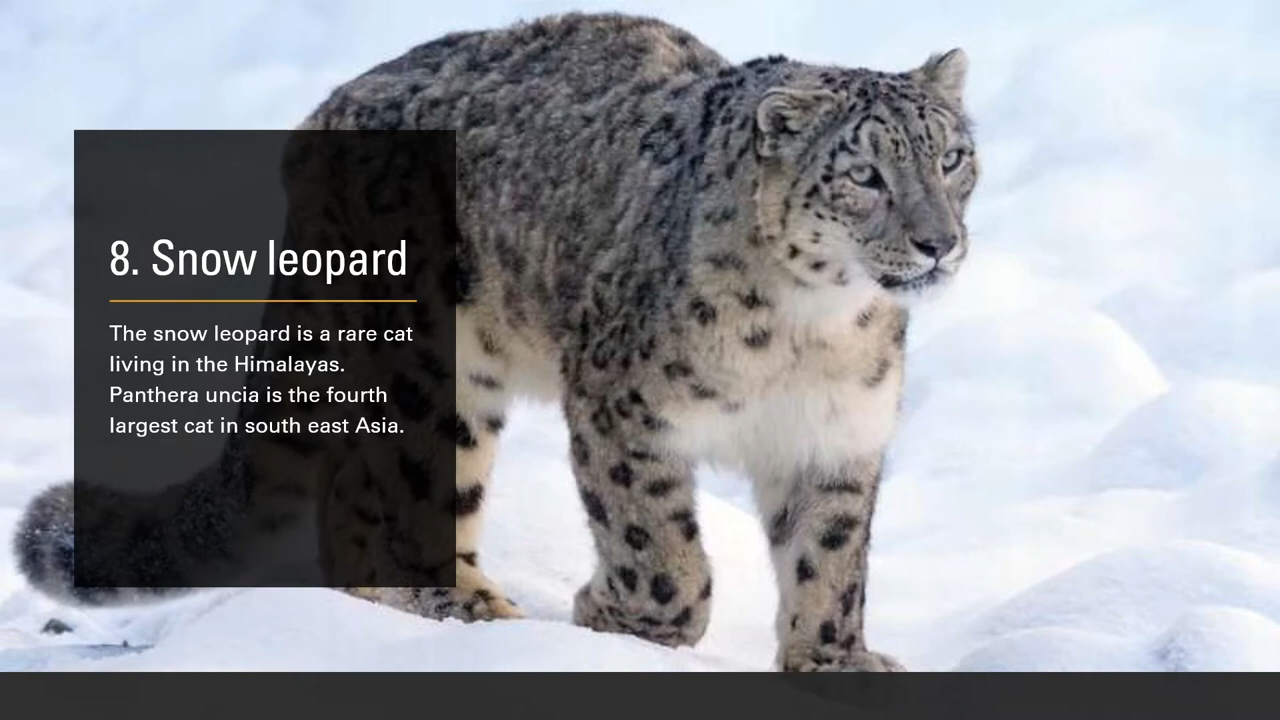 8. Snow leopard
The snow leopard is a rare cat
living in the Himalayas.
Panthera uncia is the fourth
largest cat in south east Asia.